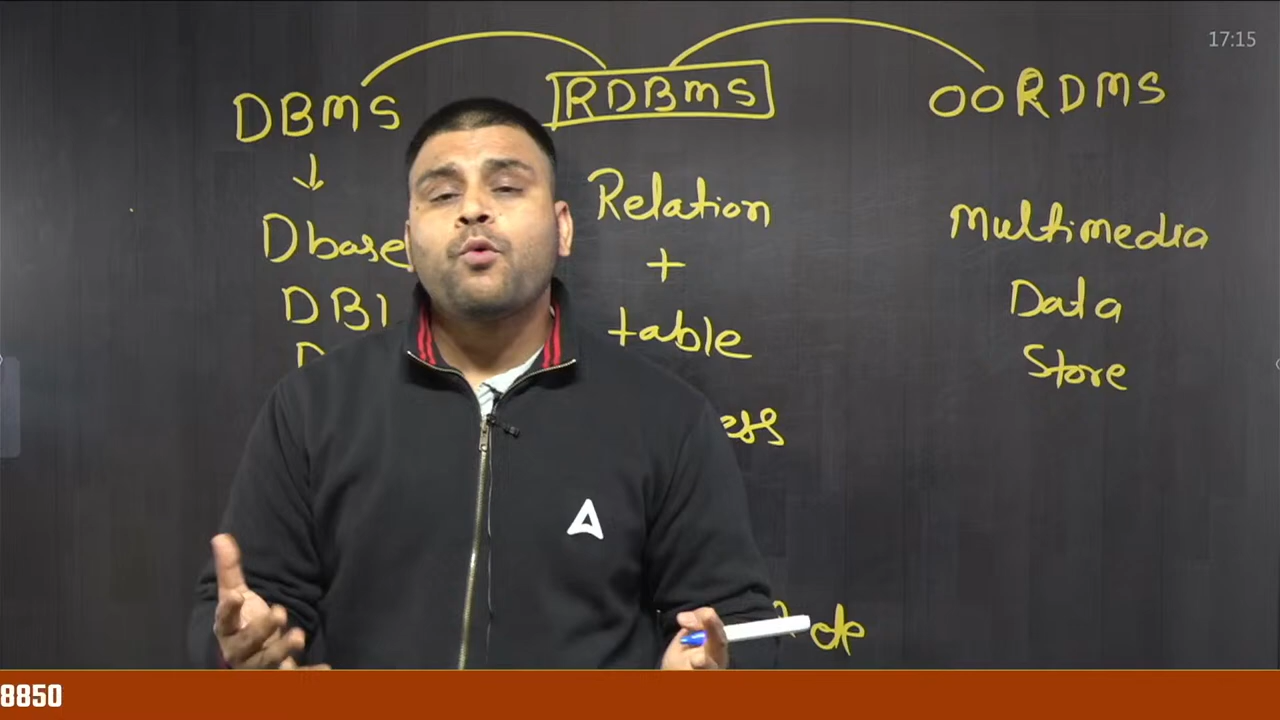 17:15
DBMS RDBMS OORDMS
Dbase Relation Multimedia
+
DB1 table Data
Store
8850